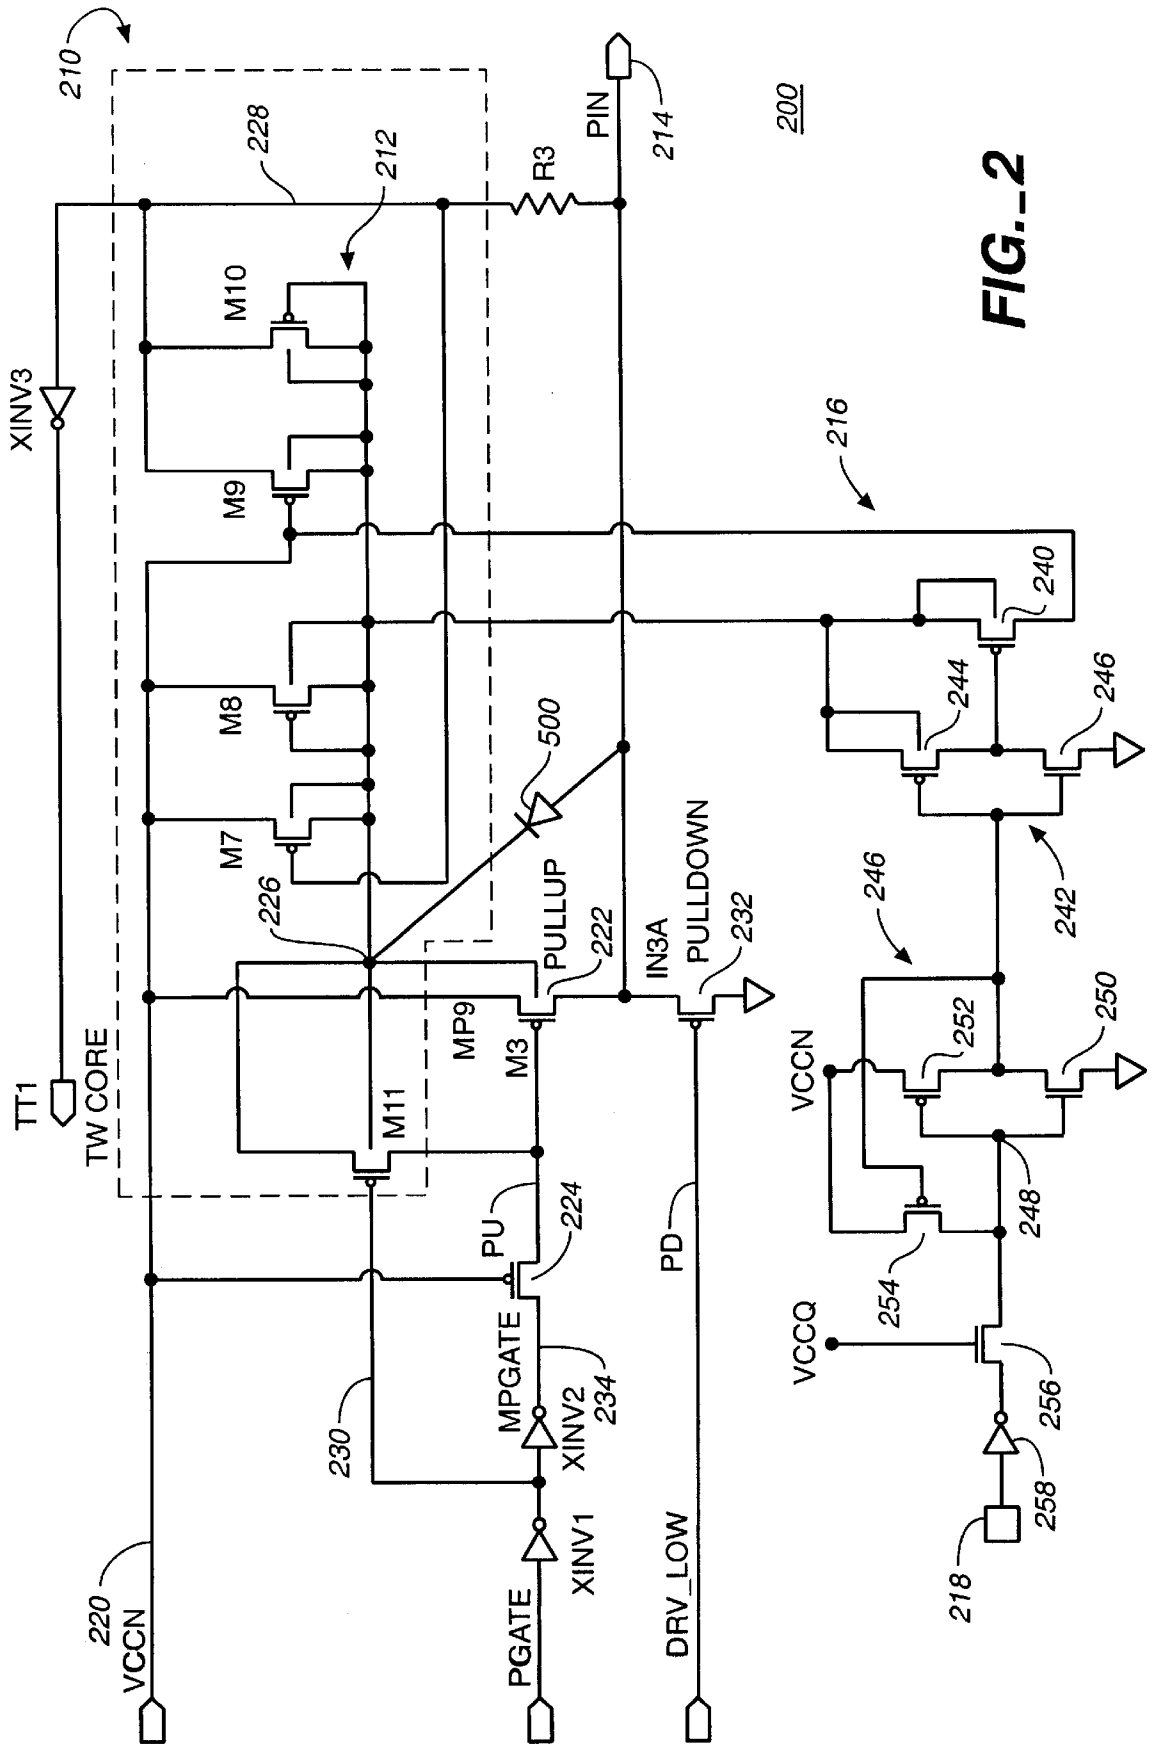 210
TT1
XINV3
TW CORE
228
212
220
VCCN
M7
M8
M9
M10
226
M11
230
PGATE
XINV1
XINV2
MPGATE
234
PU
224
MP9
M3
PULLUP
222
500
R3
PIN
214
IN3A
PULLDOWN
232
DRV_LOW
PD
200
216
VCCQ
VCCN
254
252
246
244
240
218
258
256
248
250
242
246
FIG._2